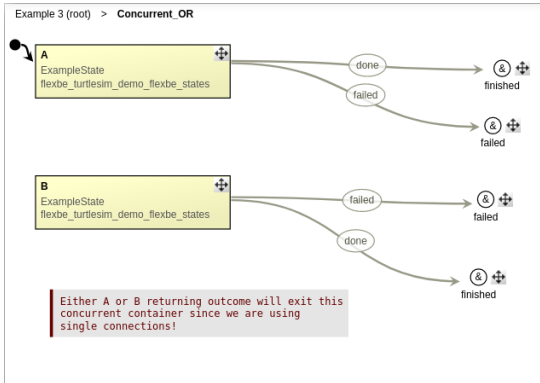 Example 3 (root) > Concurrent_OR
A
ExampleState
flexbe_turtlesim_demo_flexbe_states
done
failed
&
finished
&
failed
B
ExampleState
flexbe_turtlesim_demo_flexbe_states
failed
done
&
failed
&
finished
Either A or B returning outcome will exit this
concurrent container since we are using
single connections!